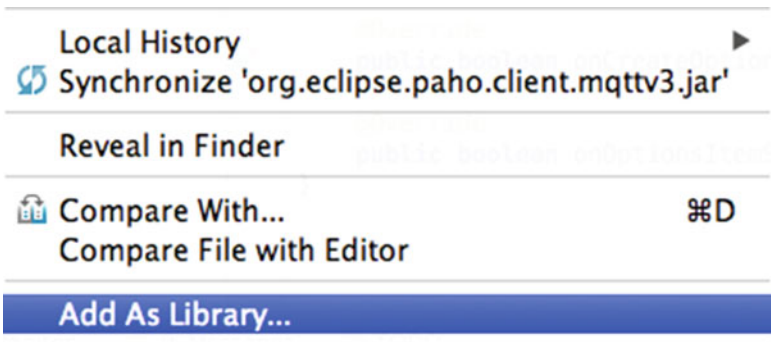 Local History
Synchronize 'org.eclipse.paho.client.mqttv3.jar'
Reveal in Finder
Compare With... ⌘D
Compare File with Editor
Add As Library...